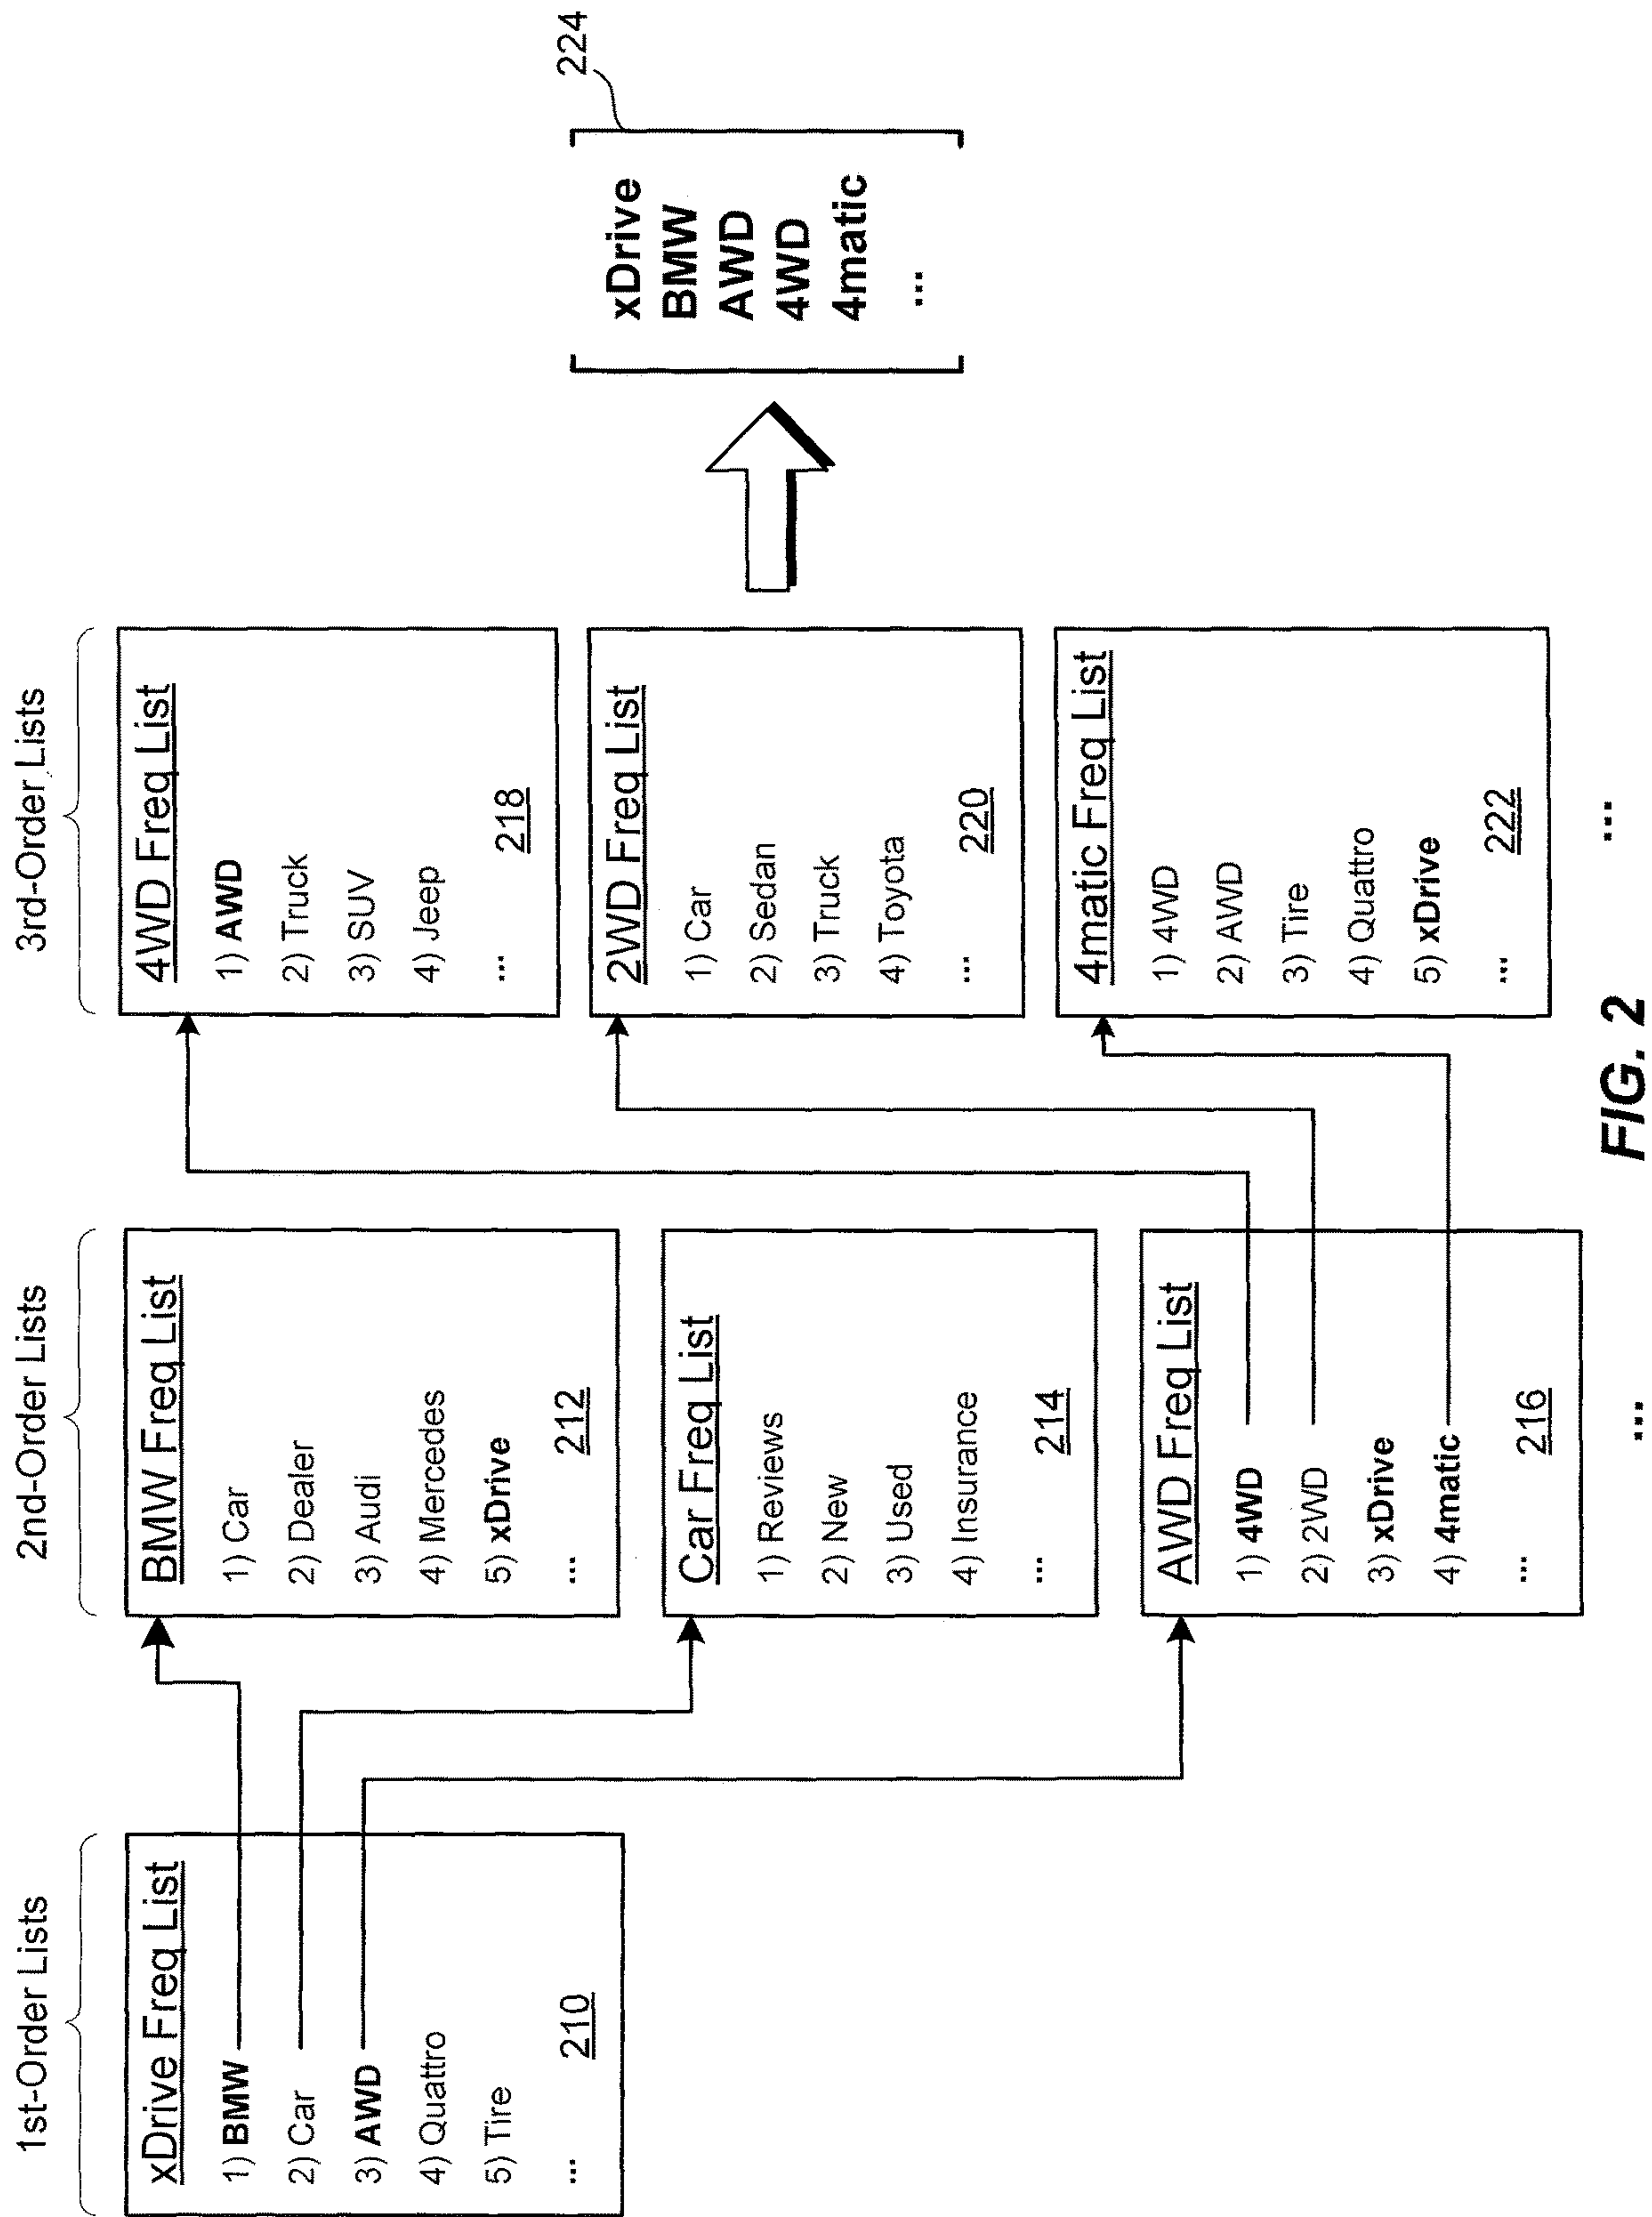 1st-Order Lists
xDrive Freq List
1) BMW
2) Car
3) AWD
4) Quattro
5) Tire
...
210
2nd-Order Lists
BMW Freq List
1) Car
2) Dealer
3) Audi
4) Mercedes
5) xDrive
...
212
Car Freq List
1) Reviews
2) New
3) Used
4) Insurance
...
214
AWD Freq List
1) 4WD
2) 2WD
3) xDrive
4) 4matic
...
216
...
3rd-Order Lists
4WD Freq List
1) AWD
2) Truck
3) SUV
4) Jeep
...
218
2WD Freq List
1) Car
2) Sedan
3) Truck
4) Toyota
...
220
4matic Freq List
1) 4WD
2) AWD
3) Tire
4) Quattro
5) xDrive
...
222
...
224
xDrive
BMW
AWD
4WD
4matic
...
FIG. 2